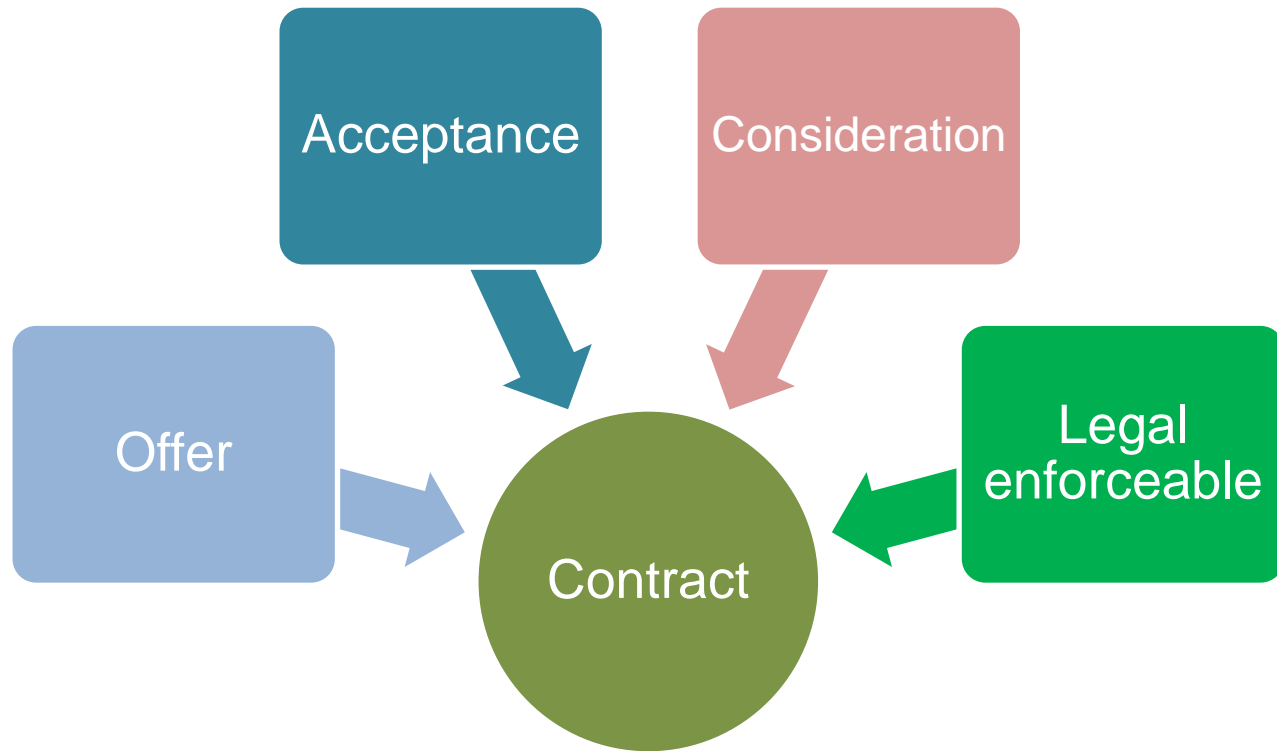 Acceptance
Consideration
Offer
Legal
enforceable
Contract